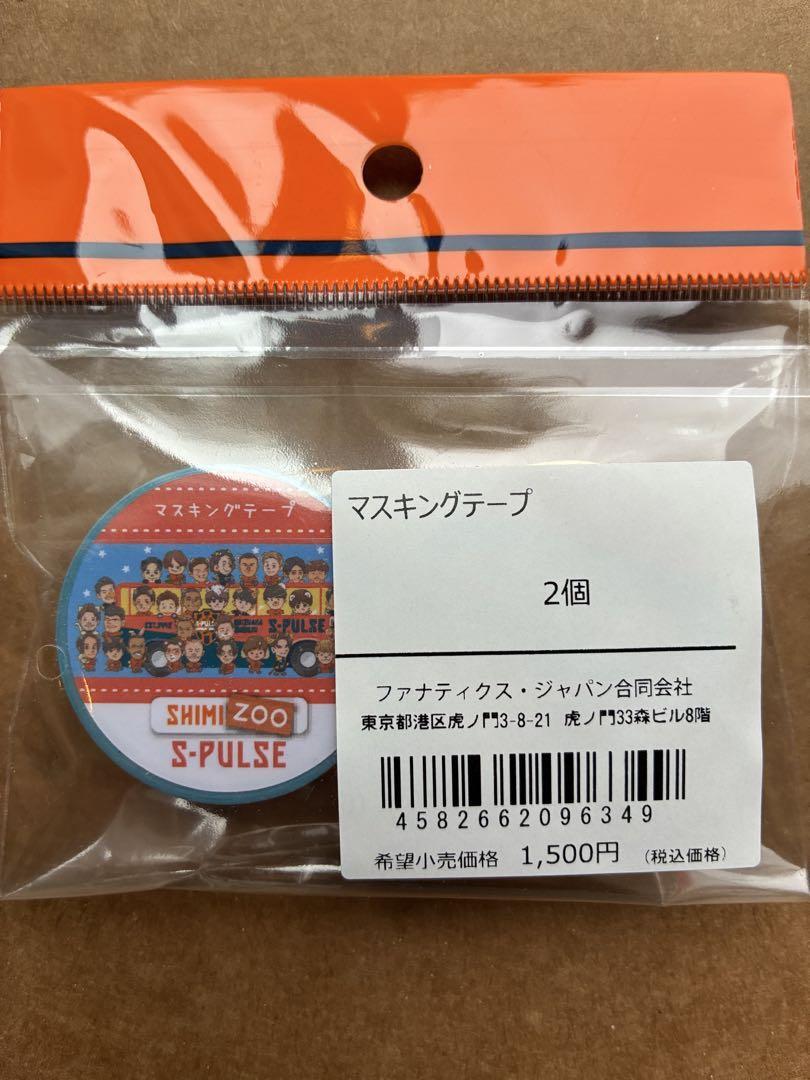 マスキングテープ
S-PULSE
SHIMIZOO
S-PULSE
マスキングテープ
2個
ファナティクス・ジャパン合同会社
東京都港区虎ノ門3-8-21 虎ノ門33森ビル8階
4582662096349
希望小売価格 1,500円 (税込価格)